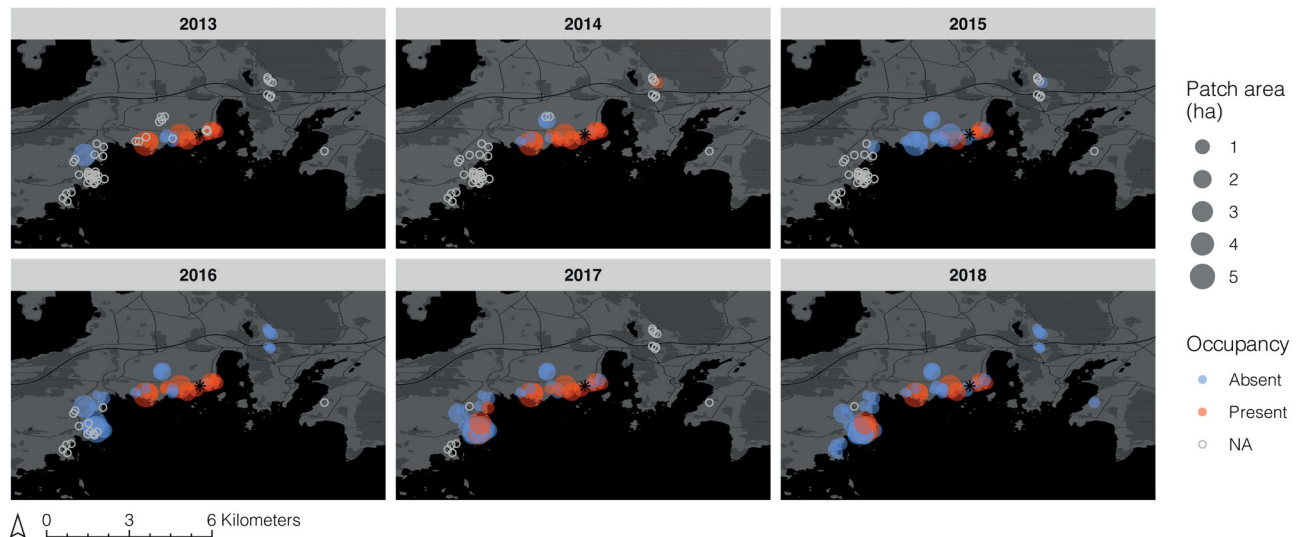 2013
2014
2015
2016
2017
2018
Patch area
(ha)
1
2
3
4
5
Occupancy
Absent
Present
NA
0 3 6 Kilometers